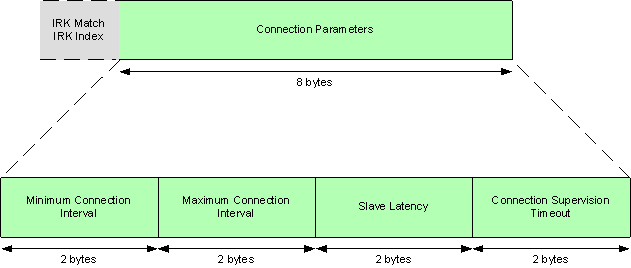 IRK Match
IRK Index
Connection Parameters
8 bytes
Minimum Connection
Interval
Maximum Connection
Interval
Slave Latency
Connection Supervision
Timeout
2 bytes
2 bytes
2 bytes
2 bytes